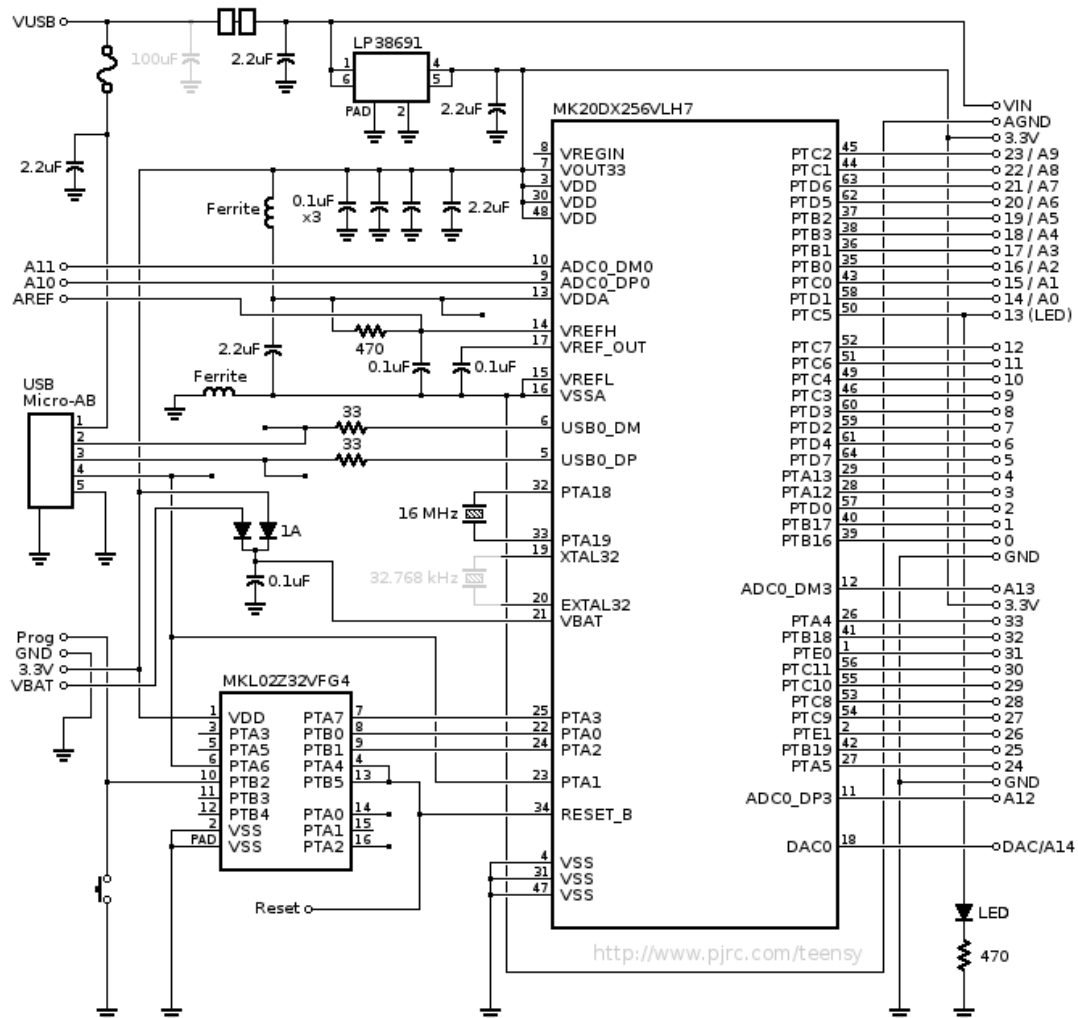 VUSB
100uF
2.2uF
LP38691
1
6
4
5
PAD
2
2.2uF
2.2uF
MK20DX256VLH7
8 VREGIN
7 VOUT33
3 VDD
30 VDD
48 VDD
Ferrite
0.1uF
x3
2.2uF
A11
A10
AREF
10 ADC0_DM0
9 ADC0_DP0
13 VDDA
14 VREFH
17 VREF_OUT
470
2.2uF
0.1uF
0.1uF
15 VREFL
16 VSSA
Ferrite
USB
Micro-AB
1
2
3
4
5
33
33
6 USB0_DM
5 USB0_DP
32 PTA18
16 MHz
33 PTA19
19 XTAL32
32.768 kHz
20 EXTAL32
21 VBAT
1A
0.1uF
Prog
GND
3.3V
VBAT
MKL02Z32VFG4
1 VDD
3 PTA3
5 PTA5
6 PTA6
10 PTB2
11 PTB3
12 PTB4
2 VSS
PAD VSS
PTA7 7
PTB0 8
PTB1 9
PTA4 4
PTB5 13
PTA0 14
PTA1 15
PTA2 16
25 PTA3
22 PTA0
24 PTA2
23 PTA1
34 RESET_B
4 VSS
31 VSS
47 VSS
Reset
VIN
AGND
3.3V
PTC2 45 23 / A9
PTC1 44 22 / A8
PTD6 63 21 / A7
PTD5 62 20 / A6
PTB2 37 19 / A5
PTB3 38 18 / A4
PTB1 36 17 / A3
PTB0 35 16 / A2
PTC0 43 15 / A1
PTD1 58 14 / A0
PTC5 50 13 (LED)
PTC7 52 12
PTC6 51 11
PTC4 49 10
PTC3 46 9
PTD3 60 8
PTD2 59 7
PTD4 61 6
PTD7 64 5
PTA13 29 4
PTA12 28 3
PTD0 57 2
PTB17 40 1
PTB16 39 0
GND
ADC0_DM3 12 A13
3.3V
PTA4 26 33
PTB18 41 32
PTE0 1 31
PTC11 56 30
PTC10 55 29
PTC8 53 28
PTC9 54 27
PTE1 2 26
PTB19 42 25
PTA5 27 24
GND
ADC0_DP3 11 A12
DAC0 18 DAC/A14
LED
470
http://www.pjrc.com/teensy